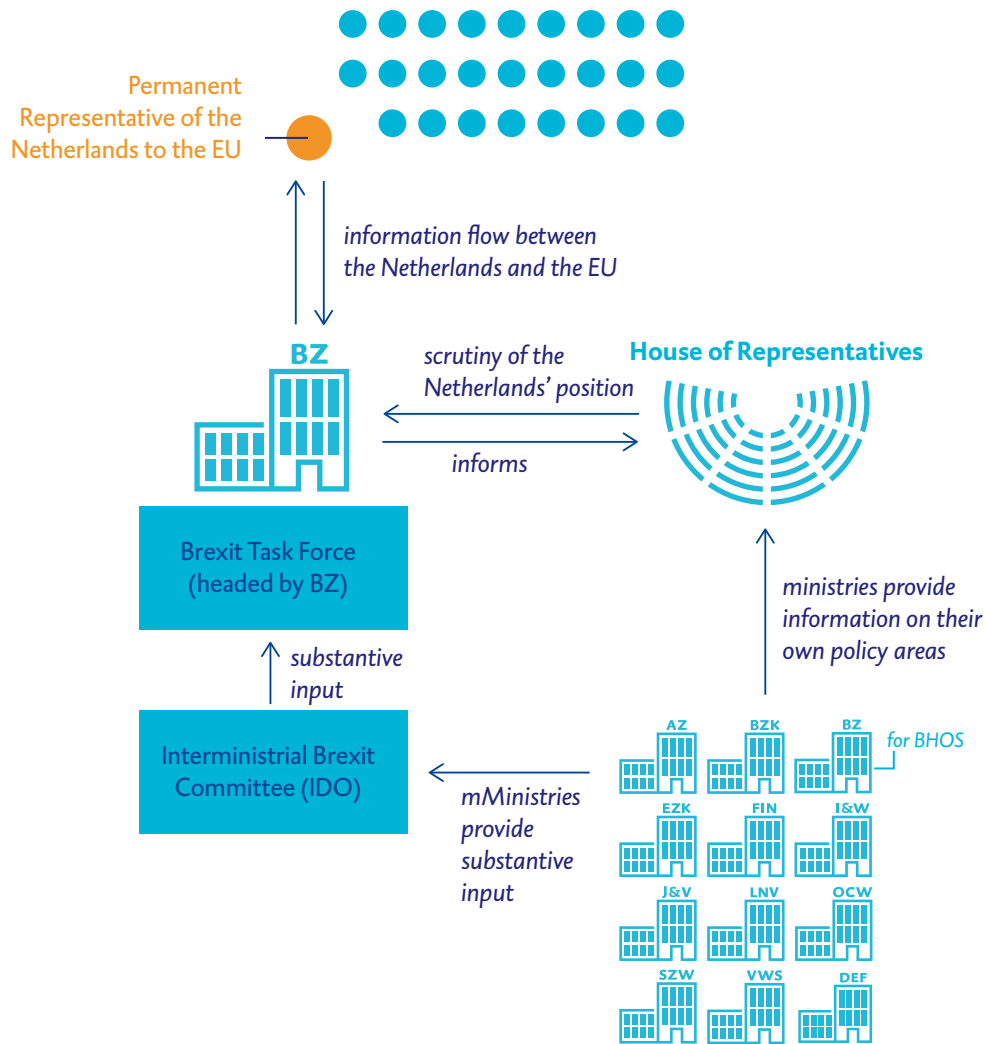 Permanent
Representative of the
Netherlands to the EU
information flow between
the Netherlands and the EU
BZ
scrutiny of the
Netherlands' position
House of Representatives
informs
Brexit Task Force
(headed by BZ)
ministries provide
information on their
own policy areas
substantive
input
Interministrial Brexit
Committee (IDO)
mMinistries
provide
substantive
input
AZ BZK BZ
for BHOS
EZK FIN I&W
J&V LNV OCW
SZW VWS DEF